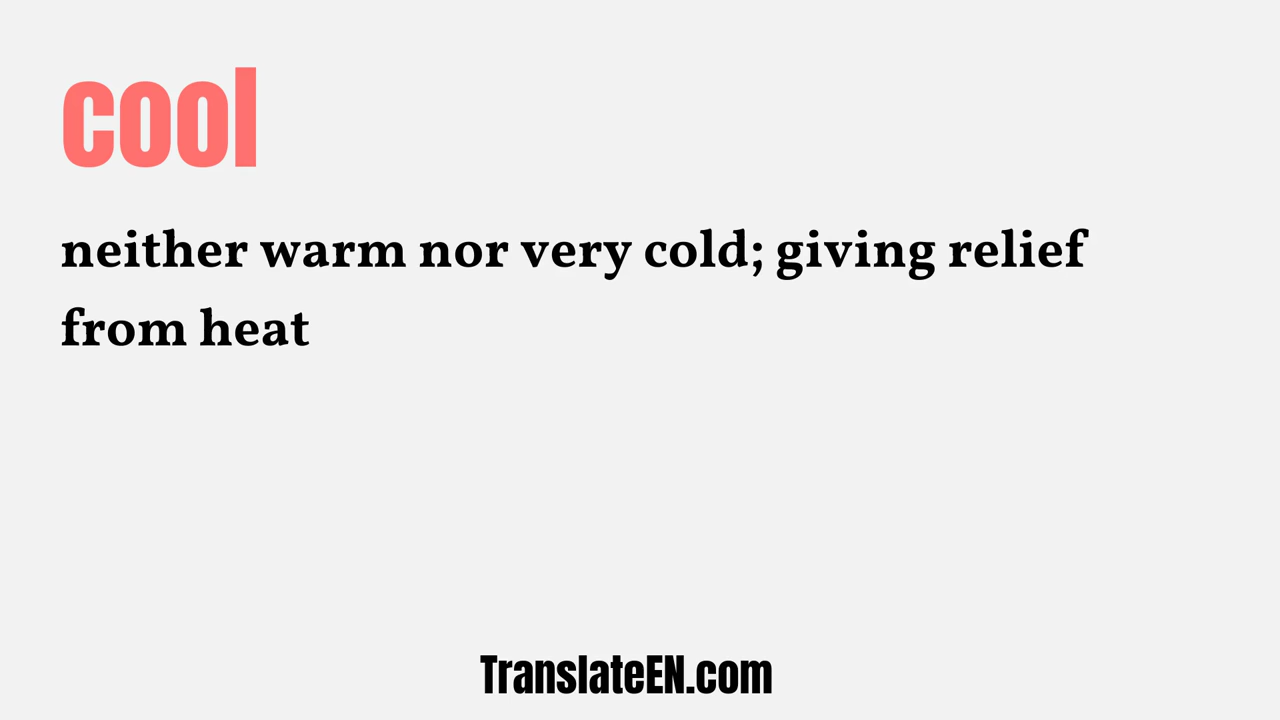 cool
neither warm nor very cold; giving relief
from heat
TranslateEN.com